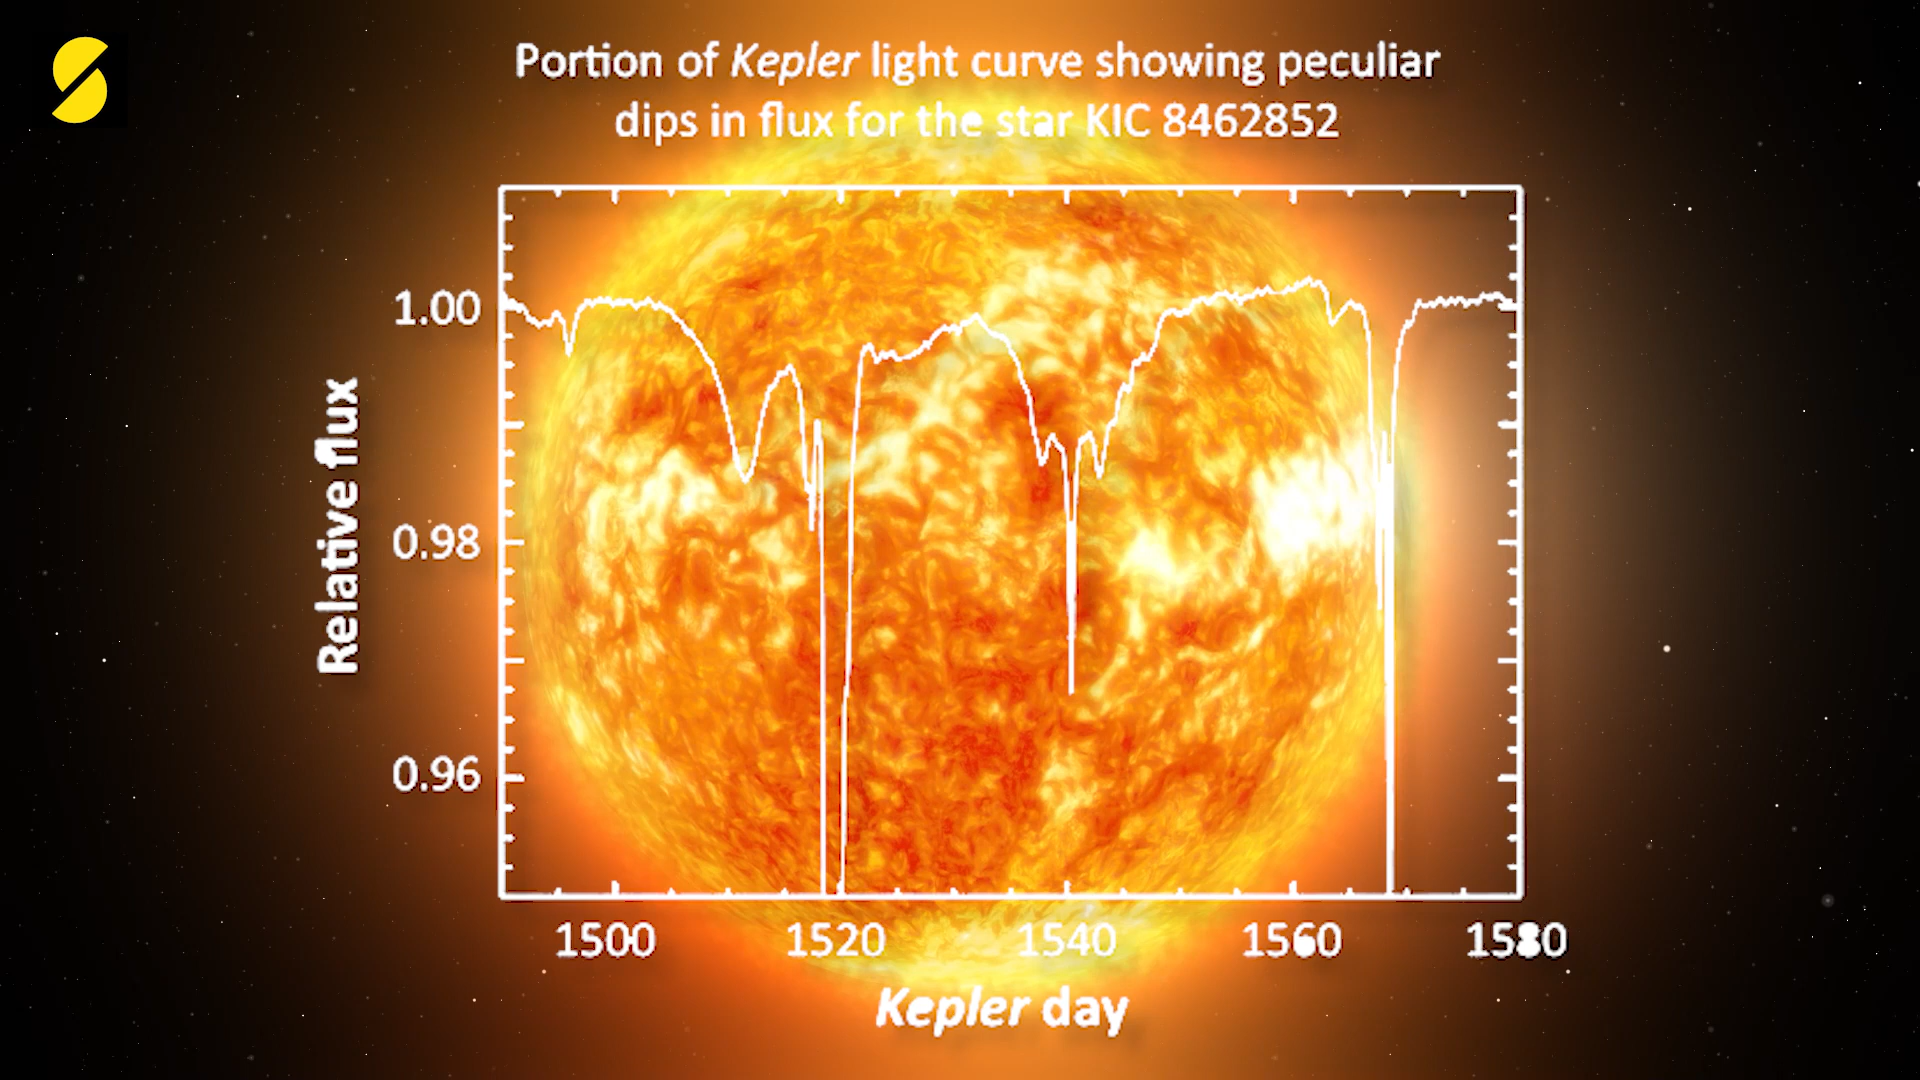 Portion of Kepler light curve showing peculiar
dips in flux for the star KIC 8462852
1.00
0.98
0.96
Relative flux
1500 1520 1540 1560 1580
Kepler day